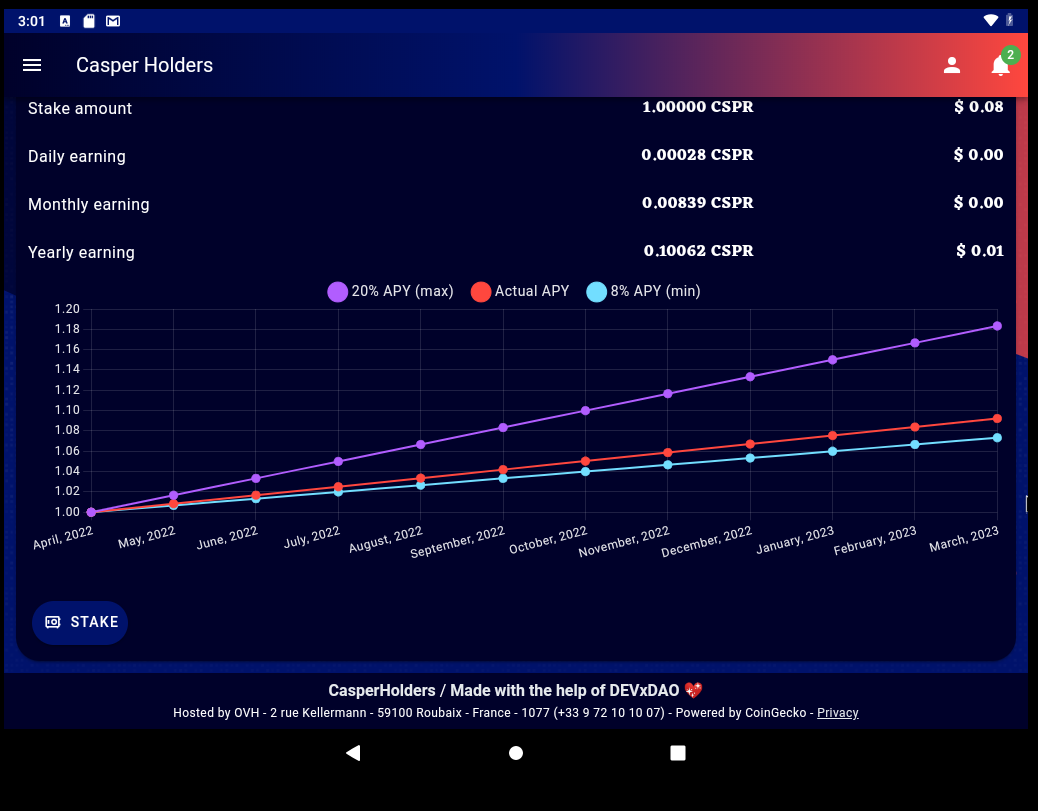 3:01
Casper Holders
2
Stake amount 1.00000 CSPR $ 0.08
Daily earning 0.00028 CSPR $ 0.00
Monthly earning 0.00839 CSPR $ 0.00
Yearly earning 0.10062 CSPR $ 0.01
20% APY (max) Actual APY 8% APY (min)
1.20
1.18
1.16
1.14
1.12
1.10
1.08
1.06
1.04
1.02
1.00
April, 2022 May, 2022 June, 2022 July, 2022 August, 2022 September, 2022 October, 2022 November, 2022 December, 2022 January, 2023 February, 2023 March, 2023
STAKE
CasperHolders / Made with the help of DEVxDAO 💖
Hosted by OVH - 2 rue Kellermann - 59100 Roubaix - France - 1077 (+33 9 72 10 10 07) - Powered by CoinGecko - Privacy